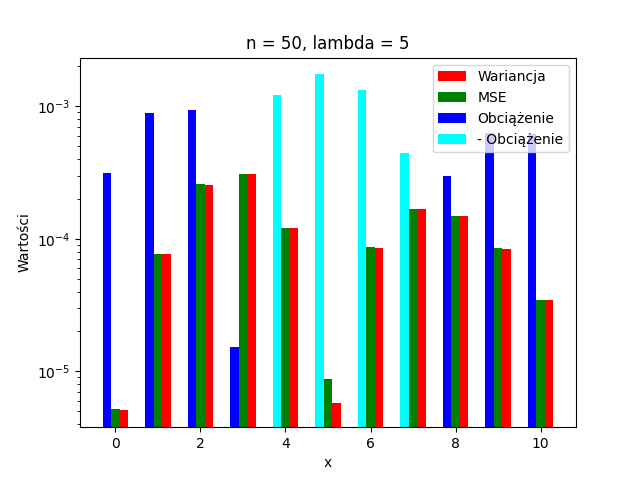 n = 50, lambda = 5
Wariancja
MSE
Obciążenie
- Obciążenie
Wartości
10⁻³
10⁻⁴
10⁻⁵
0 2 4 6 8 10
x